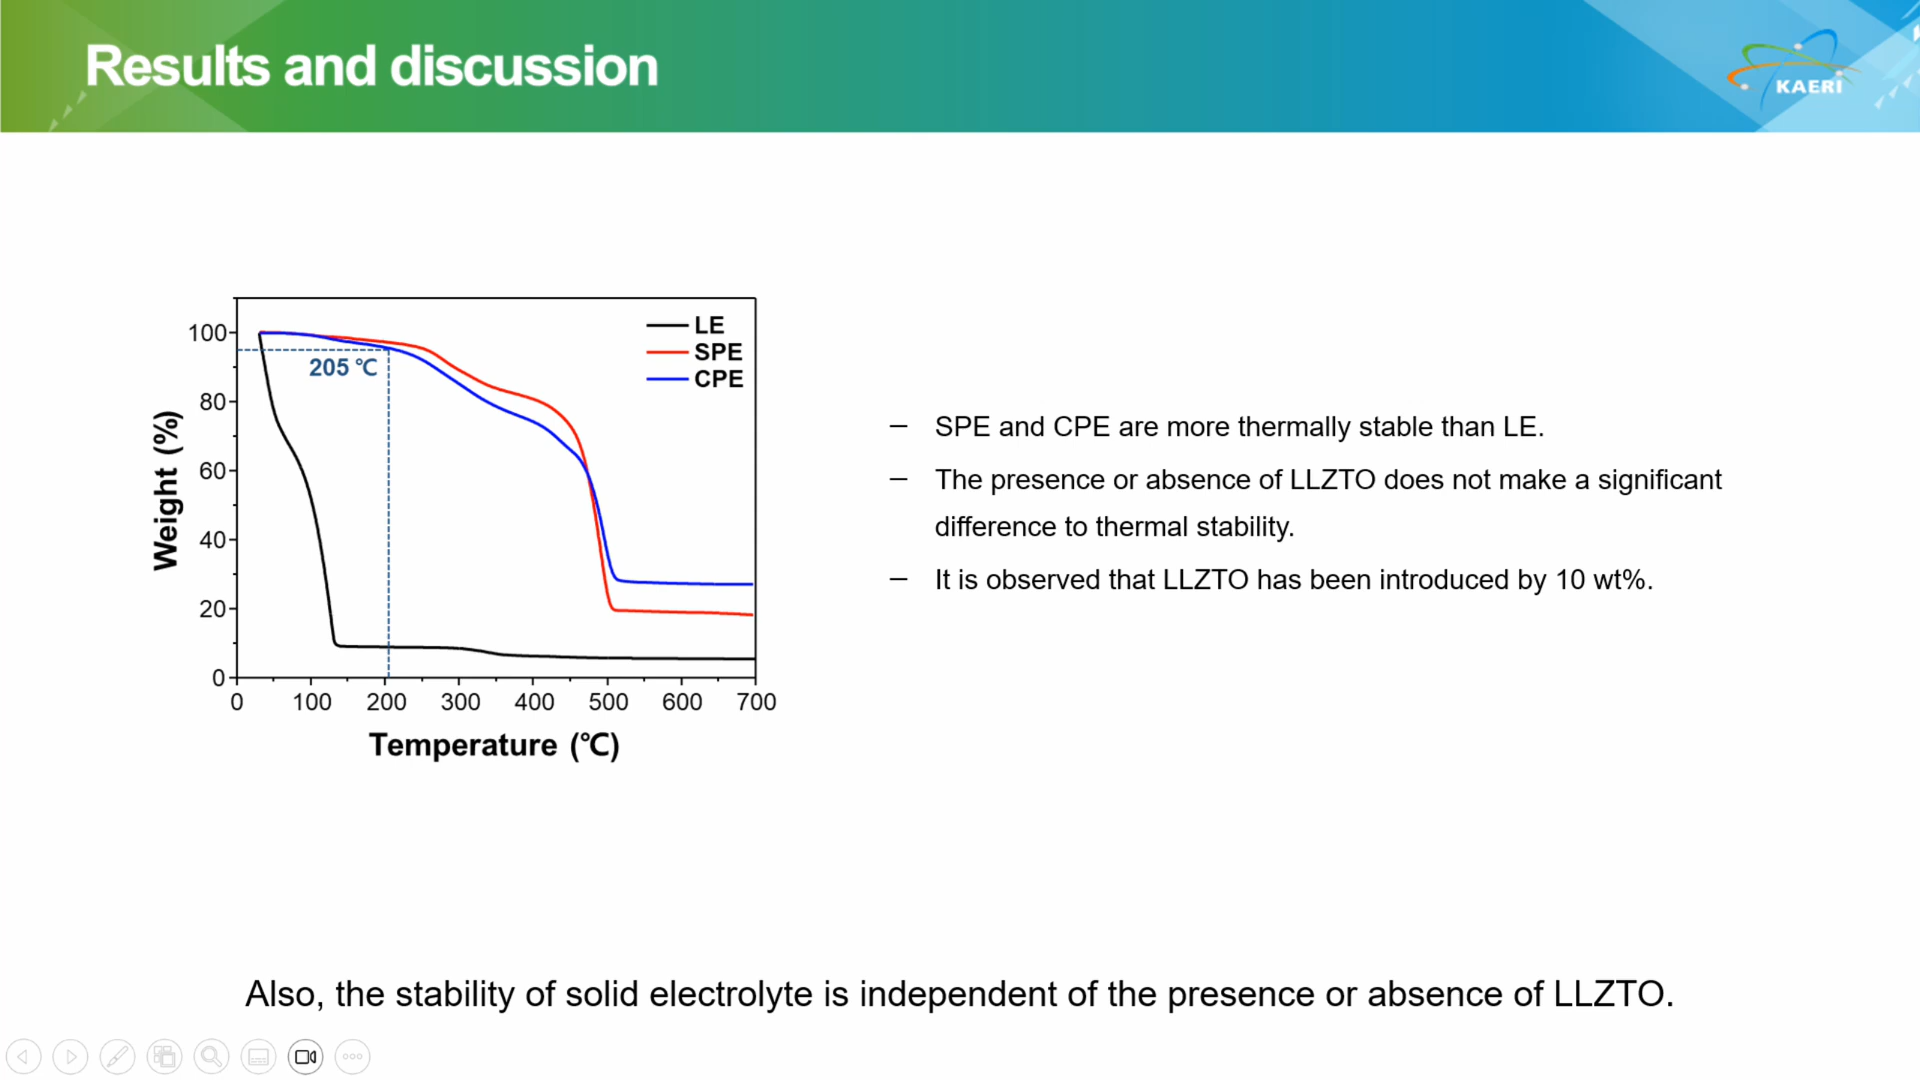 Results and discussion
KAERI
100
80
60
40
20
0
Weight (%)
205 ℃
LE
SPE
CPE
0 100 200 300 400 500 600 700
Temperature (℃)
– SPE and CPE are more thermally stable than LE.
– The presence or absence of LLZTO does not make a significant
difference to thermal stability.
– It is observed that LLZTO has been introduced by 10 wt%.
Also, the stability of solid electrolyte is independent of the presence or absence of LLZTO.